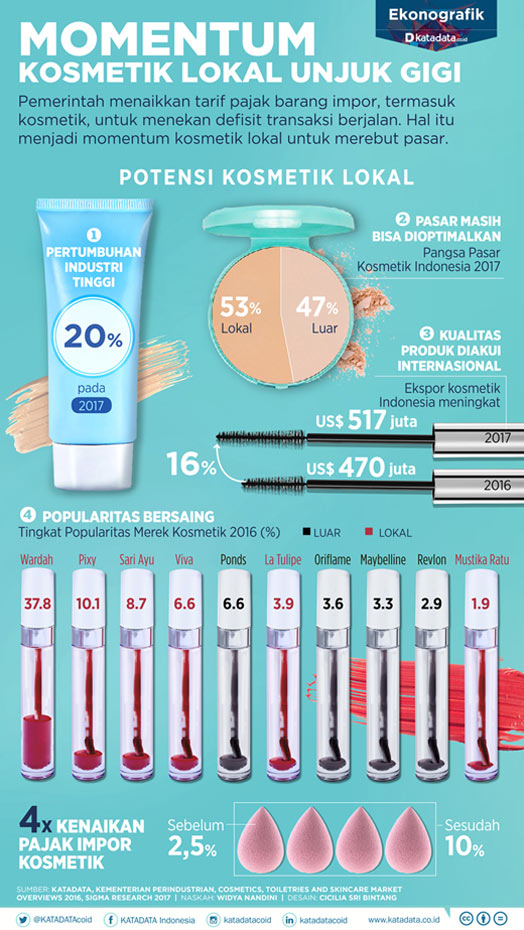 Ekonografik
Dkatadata.co.id
MOMENTUM
KOSMETIK LOKAL UNJUK GIGI
Pemerintah menaikkan tarif pajak barang impor, termasuk
kosmetik, untuk menekan defisit transaksi berjalan. Hal itu
menjadi momentum kosmetik lokal untuk merebut pasar.
POTENSI KOSMETIK LOKAL
1
PERTUMBUHAN
INDUSTRI
TINGGI
20%
pada
2017
2 PASAR MASIH
BISA DIOPTIMALKAN
Pangsa Pasar
Kosmetik Indonesia 2017
53%
Lokal
47%
Luar
3 KUALITAS
PRODUK DIAKUI
INTERNASIONAL
Ekspor kosmetik
Indonesia meningkat
US$ 517 juta
2017
16%
US$ 470 juta
2016
4 POPULARITAS BERSAING
Tingkat Popularitas Merek Kosmetik 2016 (%)
LUAR
LOKAL
Wardah Pixy Sari Ayu Viva Ponds La Tulipe Oriflame Maybelline Revlon Mustika Ratu
37.8 10.1 8.7 6.6 6.6 3.9 3.6 3.3 2.9 1.9
4x KENAIKAN
PAJAK IMPOR
KOSMETIK
Sebelum
2,5%
Sesudah
10%
SUMBER: KATADATA, KEMENTERIAN PERINDUSTRIAN, COSMETICS, TOILETRIES AND SKINCARE MARKET
OVERVIEWS 2016, SIGMA RESEARCH 2017 | NASKAH: WIDYA NANDINI | DESAIN: CICILIA SRI BINTANG
@KATADATAcoid KATADATA Indonesia katadatacoid katadatacoid www.katadata.co.id